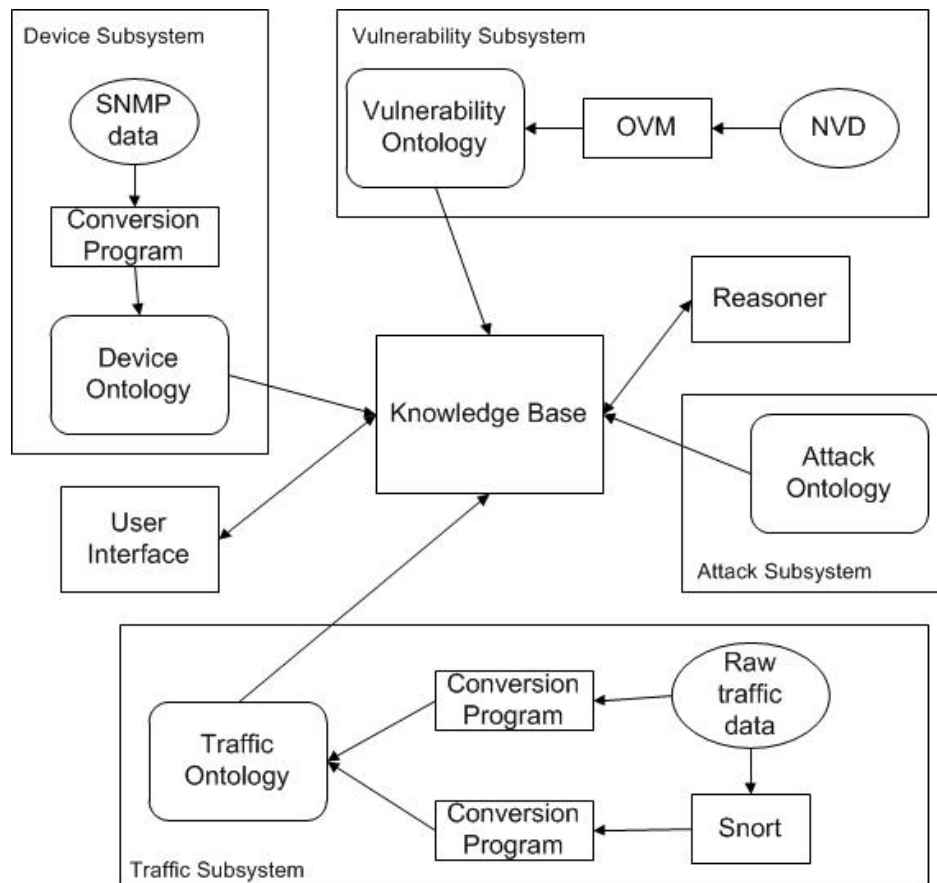 Device Subsystem
SNMP
data
Conversion
Program
Device
Ontology
Vulnerability Subsystem
Vulnerability
Ontology
OVM
NVD
Reasoner
Knowledge Base
Attack
Ontology
Attack Subsystem
User
Interface
Raw
traffic
data
Conversion
Program
Traffic
Ontology
Conversion
Program
Snort
Traffic Subsystem